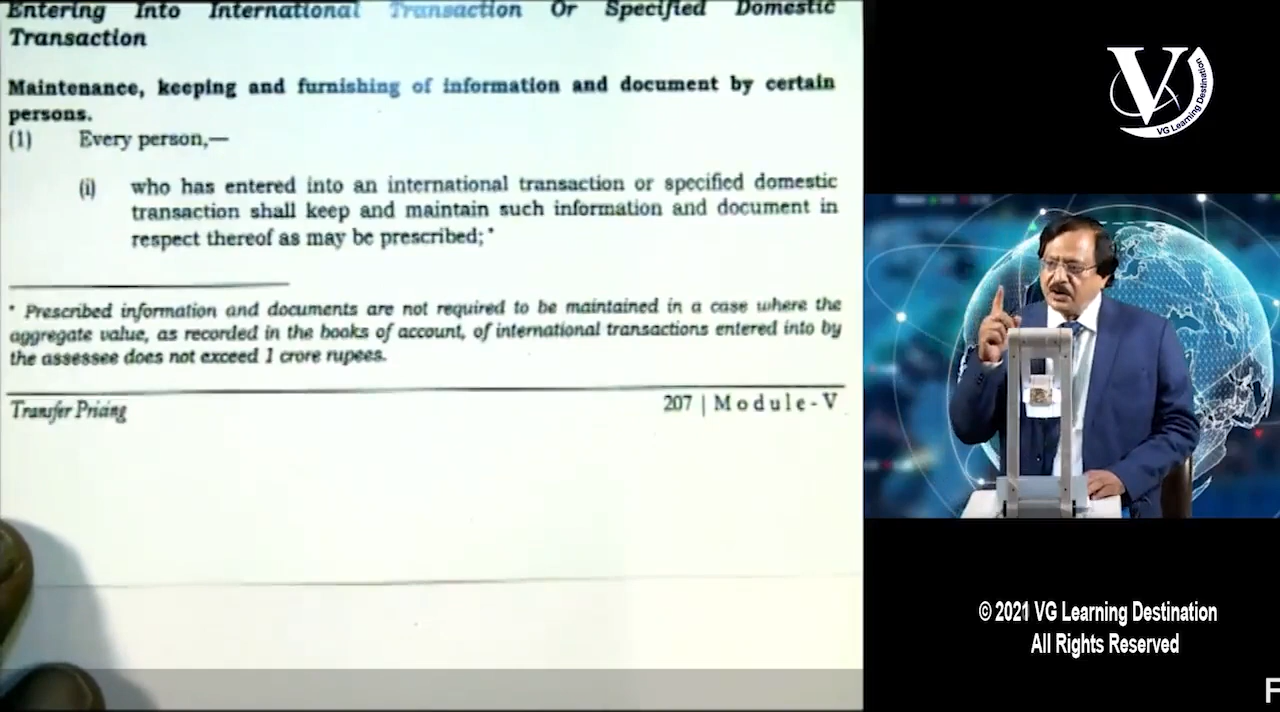 Entering Into International Transaction Or Specified Domestic
Transaction
Maintenance, keeping and furnishing of information and document by certain
persons.
(1) Every person,—
(i) who has entered into an international transaction or specified domestic
transaction shall keep and maintain such information and document in
respect thereof as may be prescribed;*
* Prescribed information and documents are not required to be maintained in a case where the
aggregate value, as recorded in the books of account, of international transactions entered into by
the assessee does not exceed 1 crore rupees.
Transfer Pricing 207 | Module-V
V
VG Learning Destination
© 2021 VG Learning Destination
All Rights Reserved
F